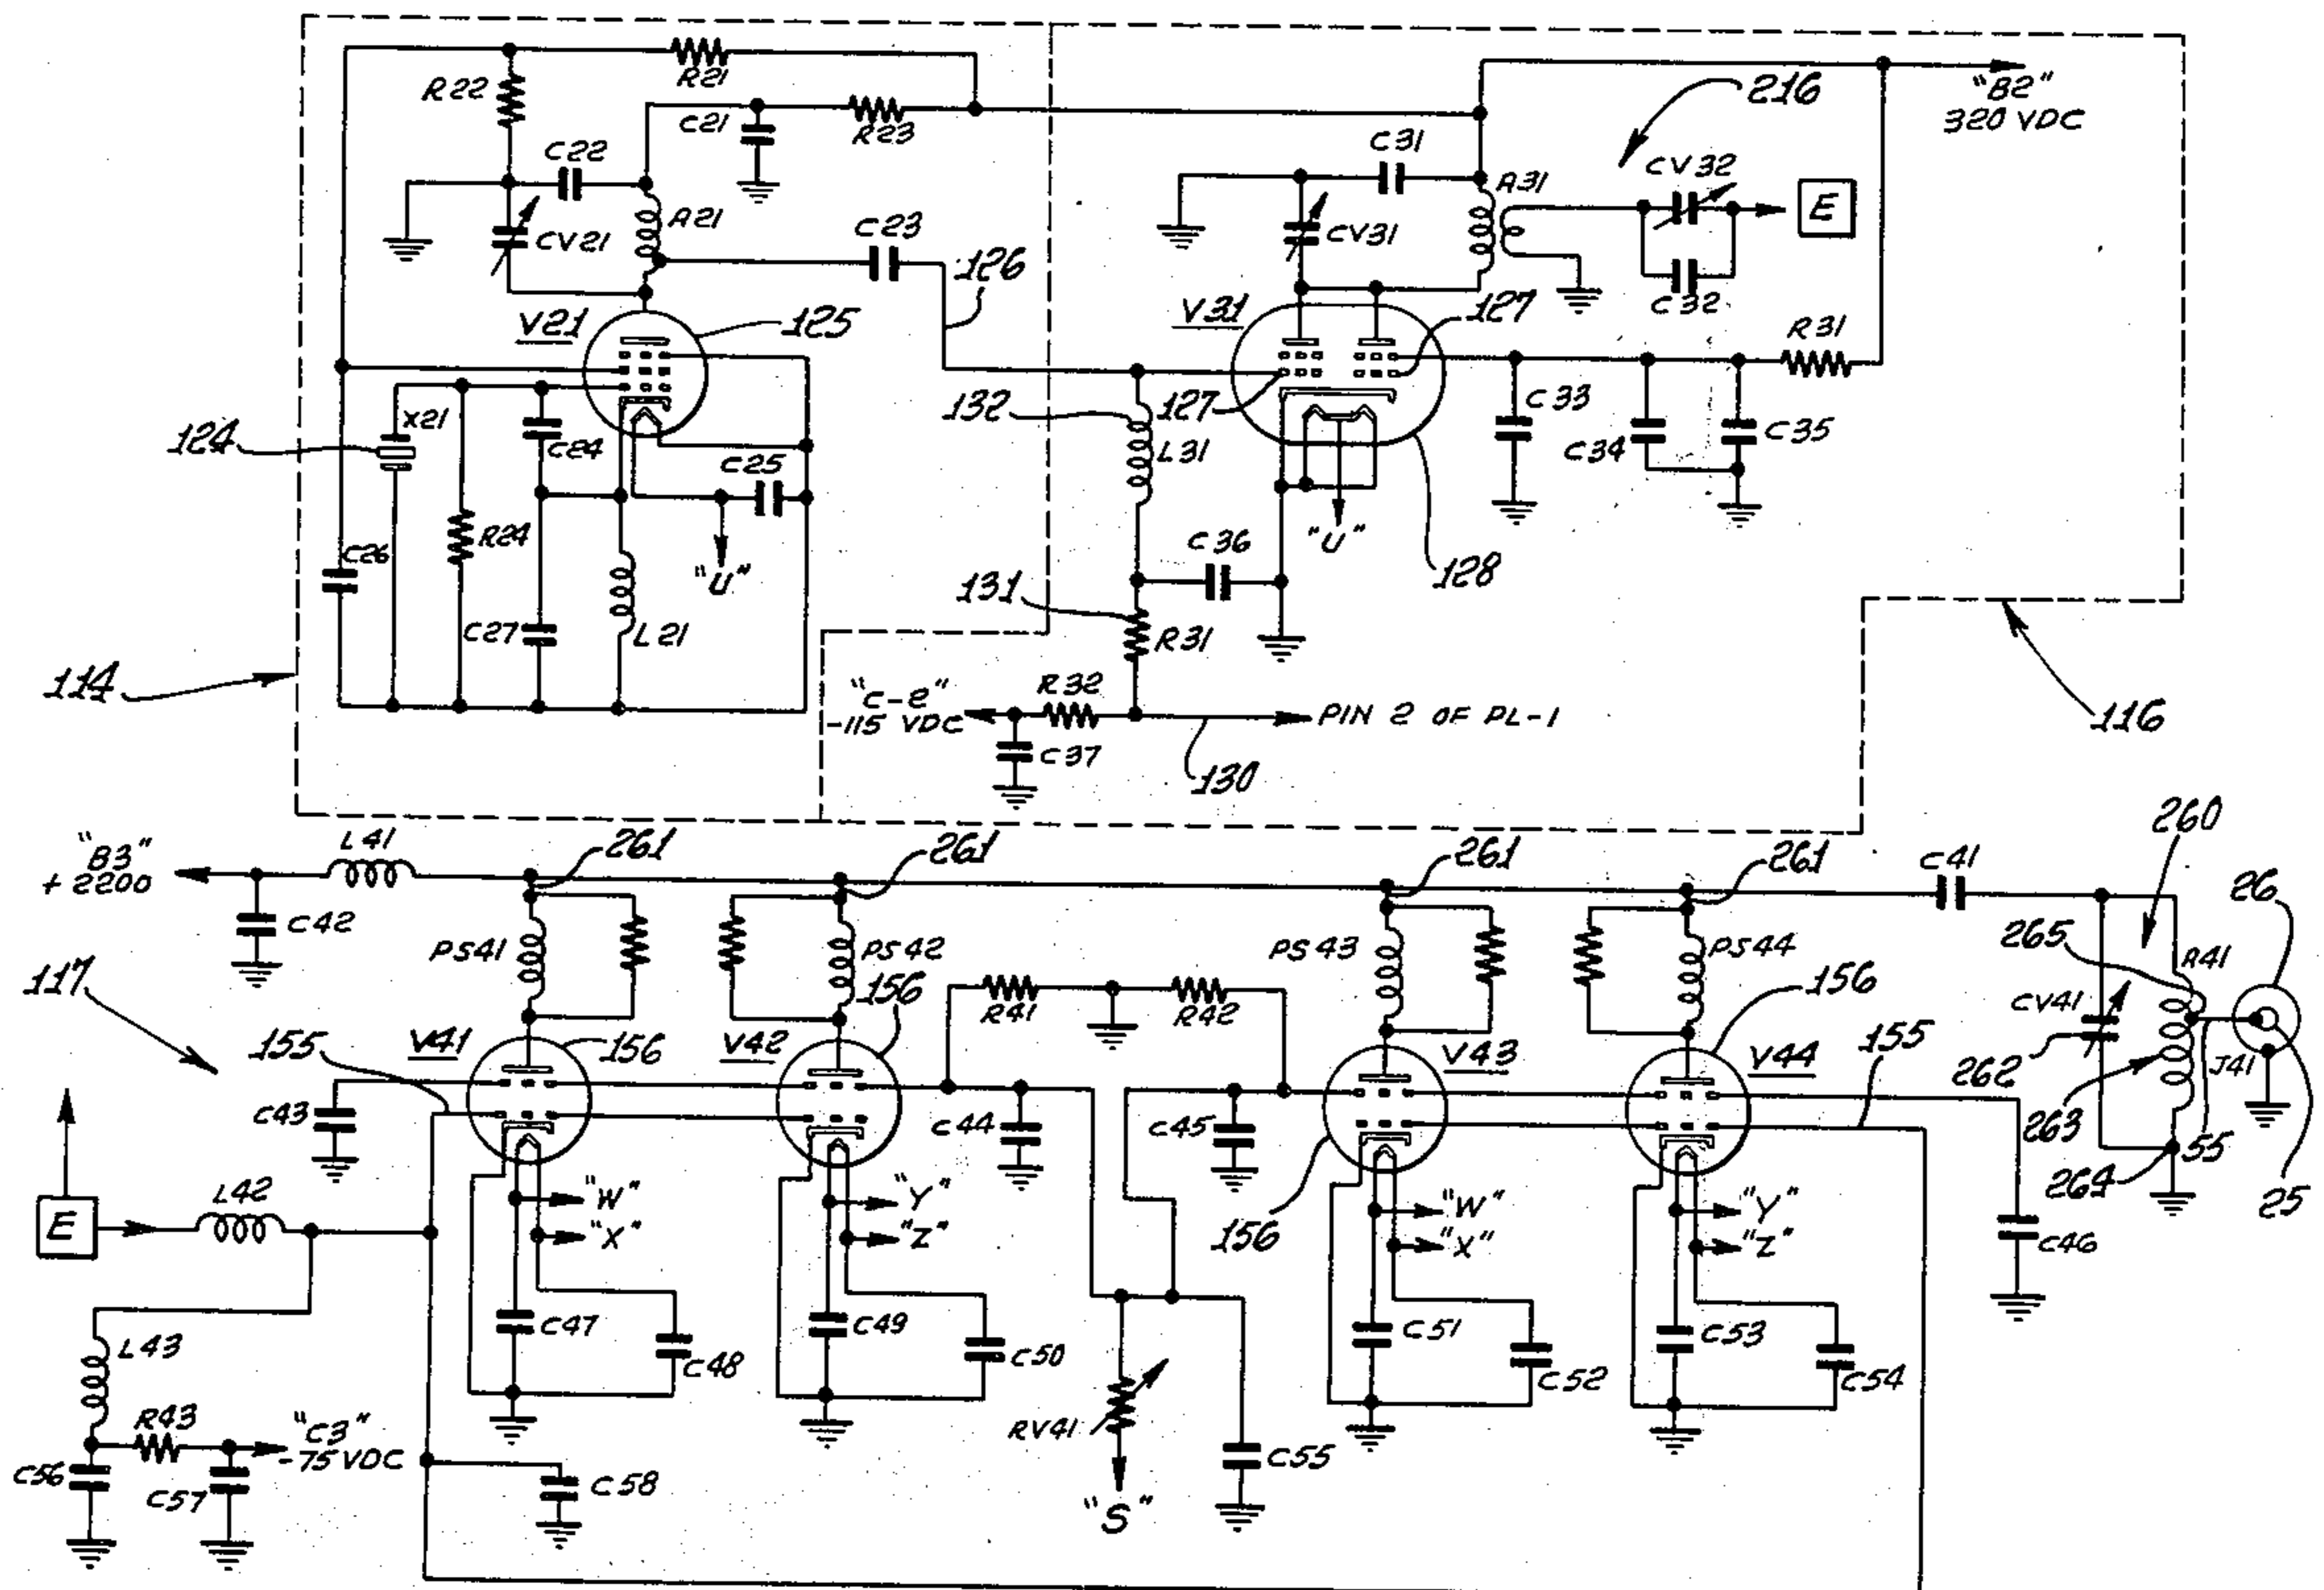 R21
R22
C21
R23
216
"B2"
320 VDC
C22
C31
A31
CV32
E
A21
CV21
C23
126
CV31
C32
V21
125
V31
127
R31
X21
124
C24
132
127
L31
C33
C34
C35
C25
C26
R24
"U"
"U"
C36
128
131
R31
C27
L21
114
"C-2"
-115 VDC
R32
PIN 2 OF PL-1
116
C37
130
"B3"
+ 2200
L41
261
261
261
261
C41
260
26
C42
PS41
PS42
PS43
PS44
265
A41
117
156
R41
R42
156
CV41
155
V41
156
V42
V43
V44
155
262
J41
C43
C44
C45
263
55
264
25
E
L42
"W"
"X"
"Y"
"Z"
156
"W"
"X"
"Y"
"Z"
C46
C47
C48
C49
C50
C51
C52
C53
C54
L43
R43
"C3"
-75 VDC
RV41
C55
C56
C57
C58
"S"